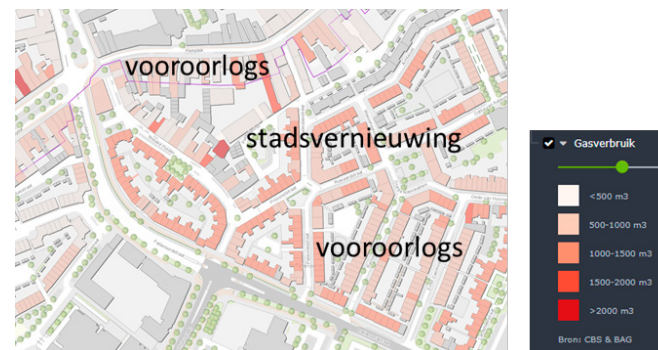 vooroorlogs
stadsvernieuwing
vooroorlogs
Gasverbruik
<500 m3
500-1000 m3
1000-1500 m3
1500-2000 m3
>2000 m3
Bron: CBS & BAG